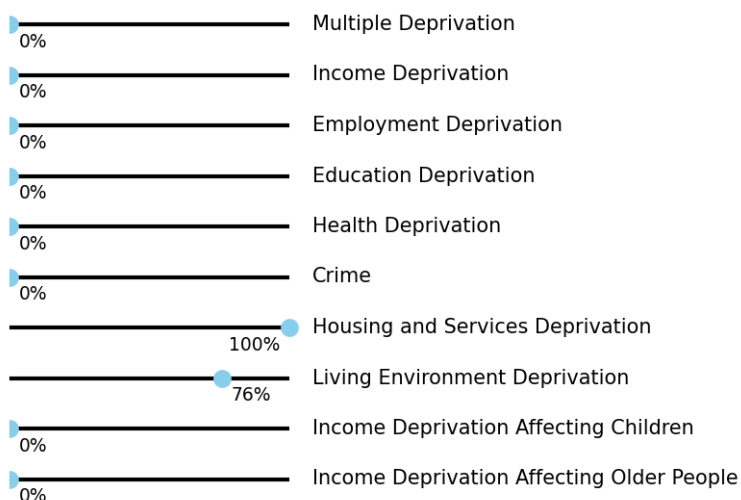 Multiple Deprivation
0%
Income Deprivation
0%
Employment Deprivation
0%
Education Deprivation
0%
Health Deprivation
0%
Crime
0%
Housing and Services Deprivation
100%
Living Environment Deprivation
76%
Income Deprivation Affecting Children
0%
Income Deprivation Affecting Older People
0%